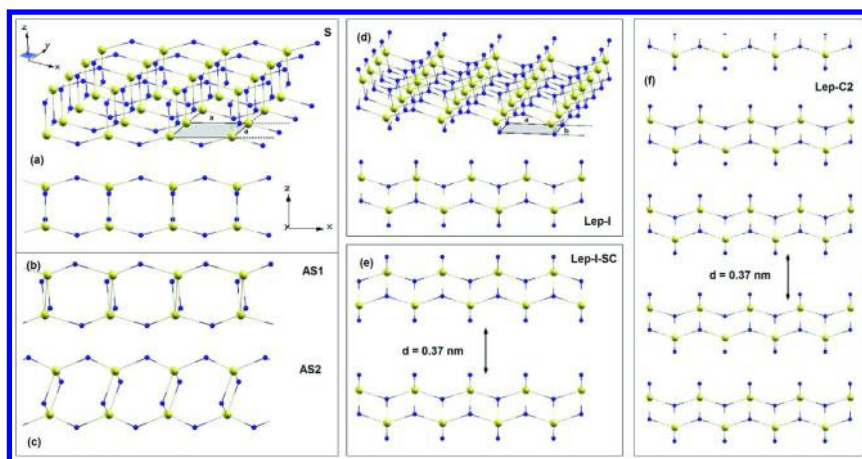 z
y
x
S
a
a
(a)
z
y
x
(b)
AS1
AS2
(c)
(d)
a
b
Lep-I
(e)
Lep-I-SC
d = 0.37 nm
(f)
Lep-C2
d = 0.37 nm